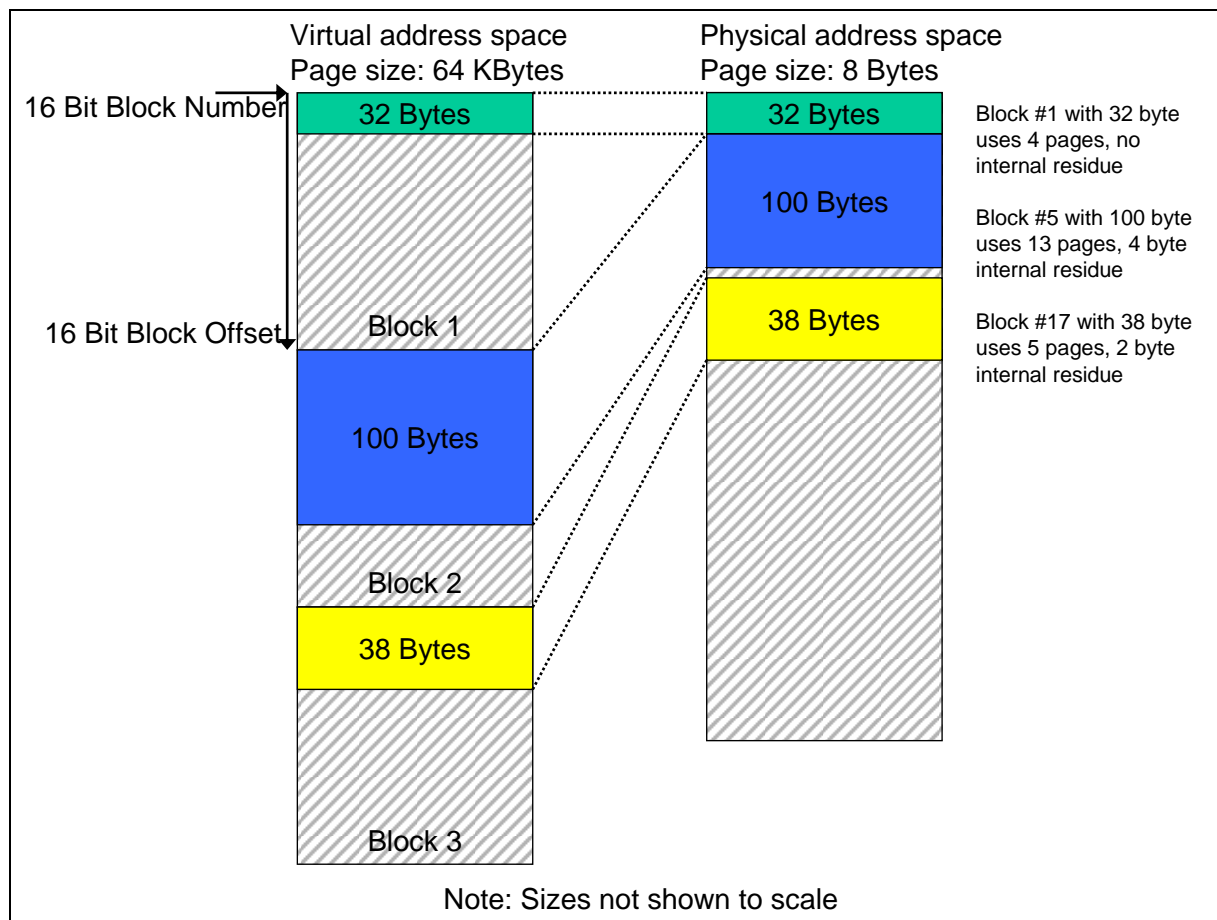 Virtual address space
Page size: 64 KBytes
Physical address space
Page size: 8 Bytes
16 Bit Block Number
32 Bytes
32 Bytes
Block #1 with 32 byte
uses 4 pages, no
internal residue
100 Bytes
Block #5 with 100 byte
uses 13 pages, 4 byte
internal residue
16 Bit Block Offset
Block 1
38 Bytes
Block #17 with 38 byte
uses 5 pages, 2 byte
internal residue
100 Bytes
Block 2
38 Bytes
Block 3
Note: Sizes not shown to scale